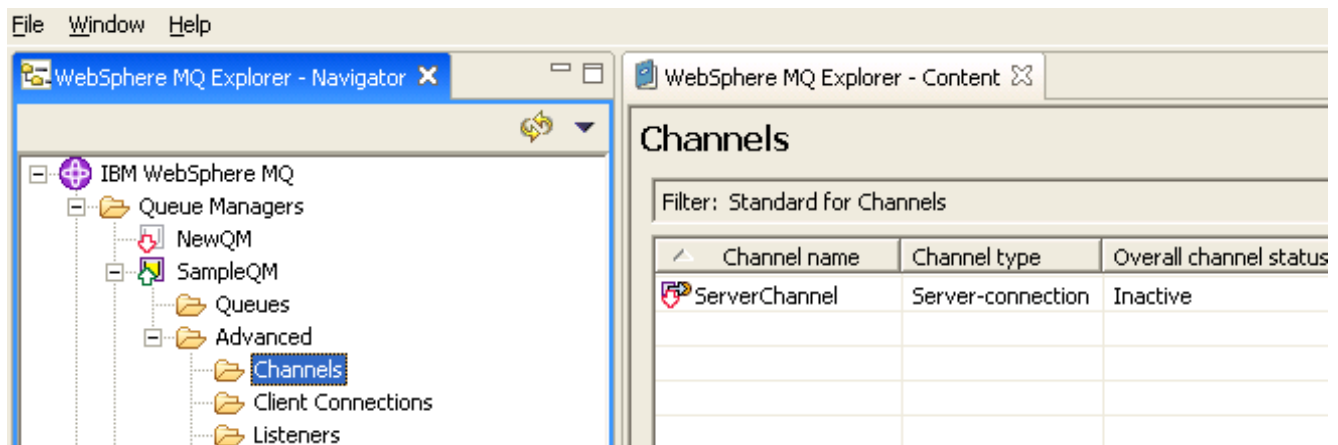 File Window Help
WebSphere MQ Explorer - Navigator
WebSphere MQ Explorer - Content
IBM WebSphere MQ
Queue Managers
NewQM
SampleQM
Queues
Advanced
Channels
Client Connections
Listeners
Channels
Filter: Standard for Channels
Channel name Channel type Overall channel status
ServerChannel Server-connection Inactive